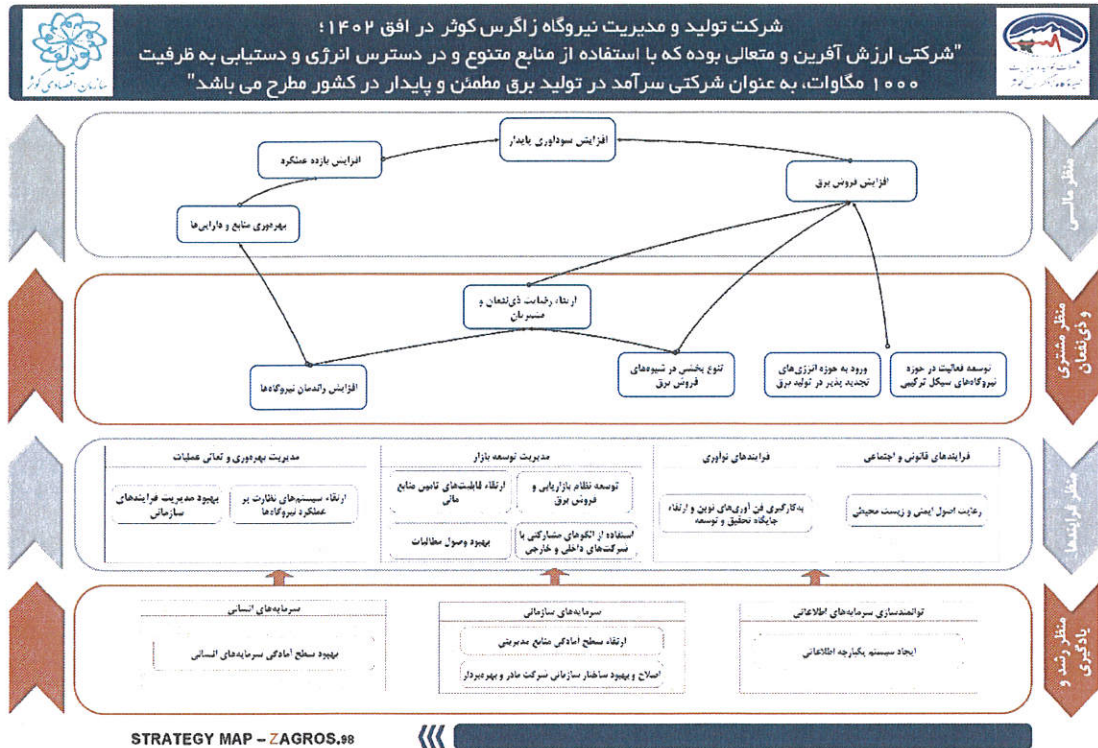 شرکت تولید و مدیریت نیروگاه زاگرس کوثر در افق ۱۴۰۲؛
"شرکتی ارزش آفرین و متعالی بوده که با استفاده از منابع متنوع و در دسترس انرژی و دستیابی به ظرفیت
۱۰۰۰ مگاوات، به عنوان شرکتی سرآمد در تولید برق مطمئن و پایدار در کشور مطرح می باشد"
سازمان اقتصادی کوثر
منظر مالـــی
افزایش سودآوری پایدار
افزایش بازده عملکرد
افزایش فروش برق
بهره‌وری منابع و دارایی‌ها
منظر مشتری
و ذی‌نفعان
ارتقاء رضایت ذی‌نفعان و
مشتریان
توسعه فعالیت در حوزه
نیروگاه‌های سیکل ترکیبی
ورود به حوزه انرژی‌های
تجدید پذیر در تولید برق
تنوع بخشی در شیوه‌های
فروش برق
افزایش راندمان نیروگاه‌ها
منظر فرایندها
فرایندهای قانونی و اجتماعی
رعایت اصول ایمنی و زیست محیطی
فرایندهای نوآوری
به‌کارگیری فن آوری‌های نوین و ارتقاء
جایگاه تحقیق و توسعه
مدیریت توسعه بازار
توسعه نظام بازاریابی و
فروش برق
ارتقاء قابلیت‌های تامین منابع
مالی
استفاده از الگوهای مشارکتی با
شرکت‌های داخلی و خارجی
بهبود وصول مطالبات
مدیریت بهره‌وری و تعالی عملیات
ارتقاء سیستم‌های نظارت بر
عملکرد نیروگاه‌ها
بهبود مدیریت فرایندهای
سازمانی
منظر رشد و
یادگیری
توانمندسازی سرمایه‌های اطلاعاتی
ایجاد سیستم یکپارچه اطلاعاتی
سرمایه‌های سازمانی
ارتقاء سطح آمادگی منابع مدیریتی
اصلاح و بهبود ساختار سازمانی شرکت مادر و بهره‌بردار
سرمایه‌های انسانی
بهبود سطح آمادگی سرمایه‌های انسانی
STRATEGY MAP – ZAGROS.98